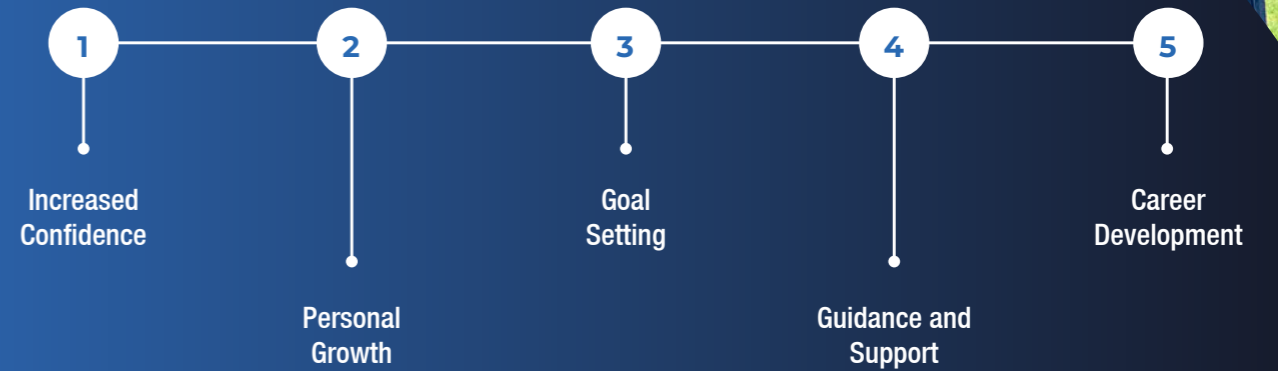 1
2
3
4
5
Increased
Confidence
Personal
Growth
Goal
Setting
Guidance and
Support
Career
Development